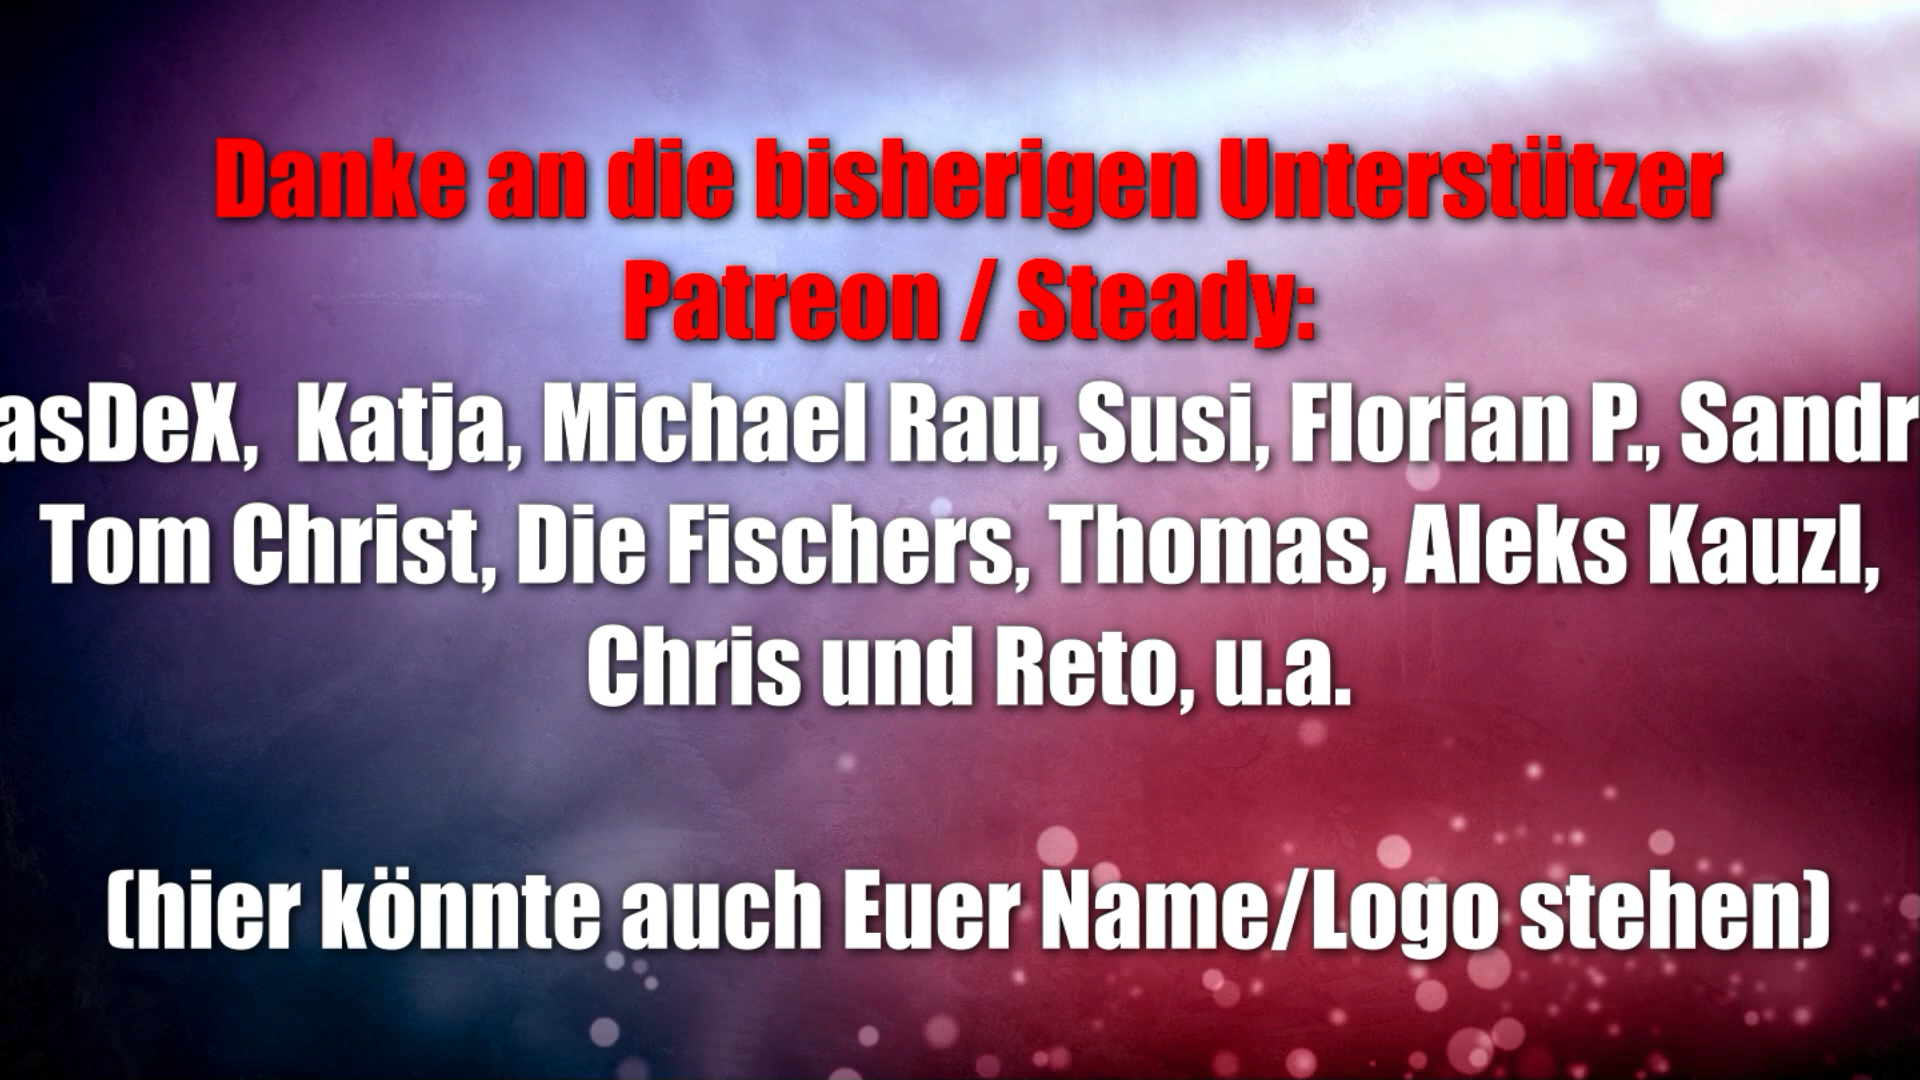 Danke an die bisherigen Unterstützer
Patreon / Steady:
asDeX, Katja, Michael Rau, Susi, Florian P., Sandr
Tom Christ, Die Fischers, Thomas, Aleks Kauzl,
Chris und Reto, u.a.
(hier könnte auch Euer Name/Logo stehen)